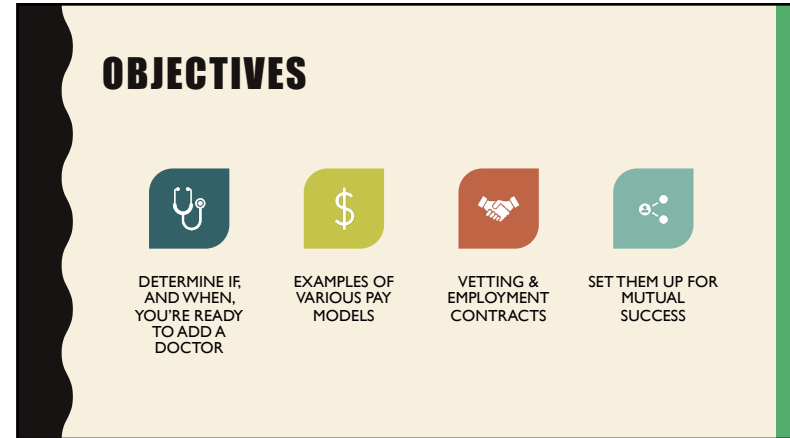 OBJECTIVES
DETERMINE IF,
AND WHEN,
YOU'RE READY
TO ADD A
DOCTOR
$
EXAMPLES OF
VARIOUS PAY
MODELS
VETTING &
EMPLOYMENT
CONTRACTS
SET THEM UP FOR
MUTUAL
SUCCESS